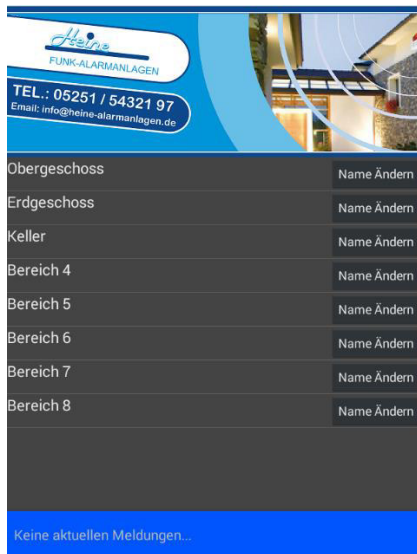 Heine
FUNK-ALARMANLAGEN
TEL.: 05251 / 54321 97
Email: info@heine-alarmanlagen.de
Obergeschoss
Name Ändern
Erdgeschoss
Name Ändern
Keller
Name Ändern
Bereich 4
Name Ändern
Bereich 5
Name Ändern
Bereich 6
Name Ändern
Bereich 7
Name Ändern
Bereich 8
Name Ändern
Keine aktuellen Meldungen...